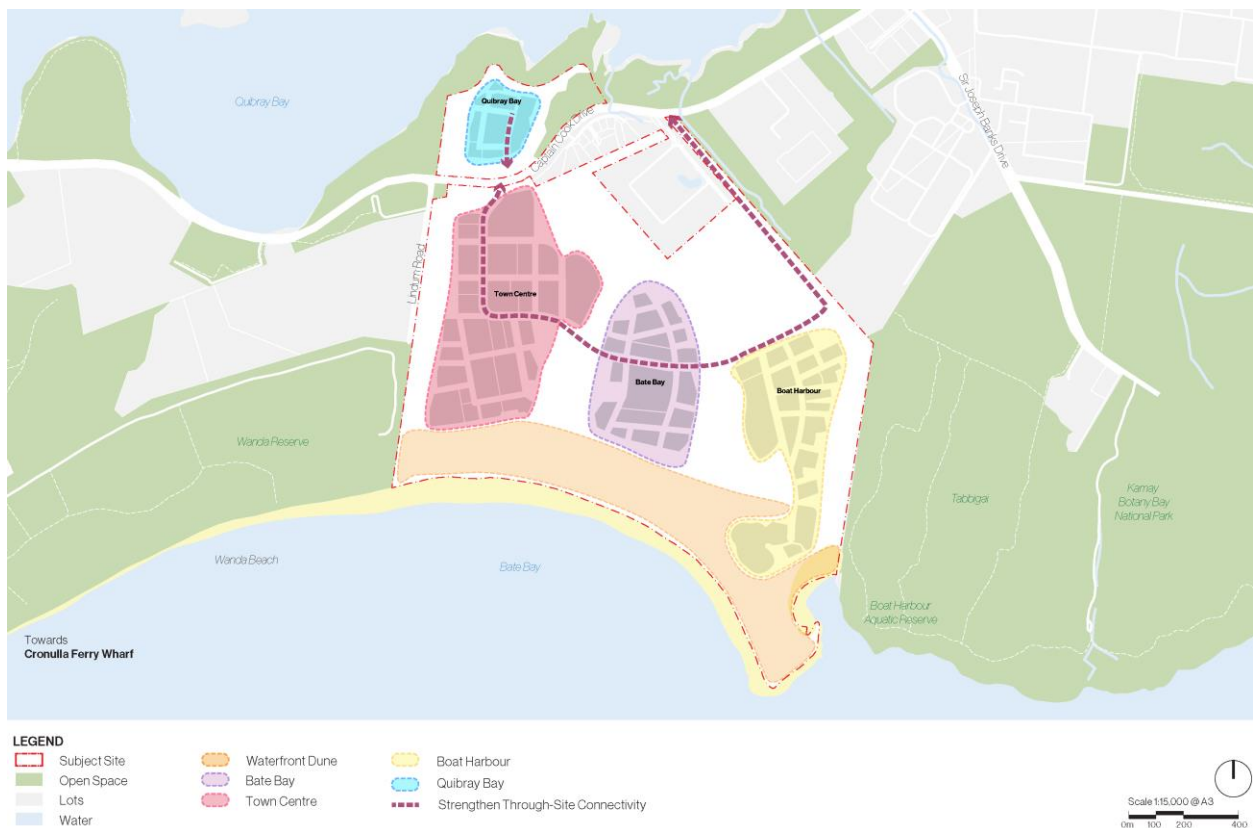 Quibray Bay
Quibray Bay
Captain Cook Drive
Sir Joseph Banks Drive
Lindum Road
Town Centre
Bate Bay
Boat Harbour
Wanda Reserve
Tabbigai
Kamay
Botany Bay
National Park
Wanda Beach
Bate Bay
Boat Harbour
Aquatic Reserve
Towards
Cronulla Ferry Wharf
LEGEND
Subject Site
Open Space
Lots
Water
Waterfront Dune
Bate Bay
Town Centre
Boat Harbour
Quibray Bay
Strengthen Through-Site Connectivity
Scale 1:15,000 @ A3
0m 100 200 400